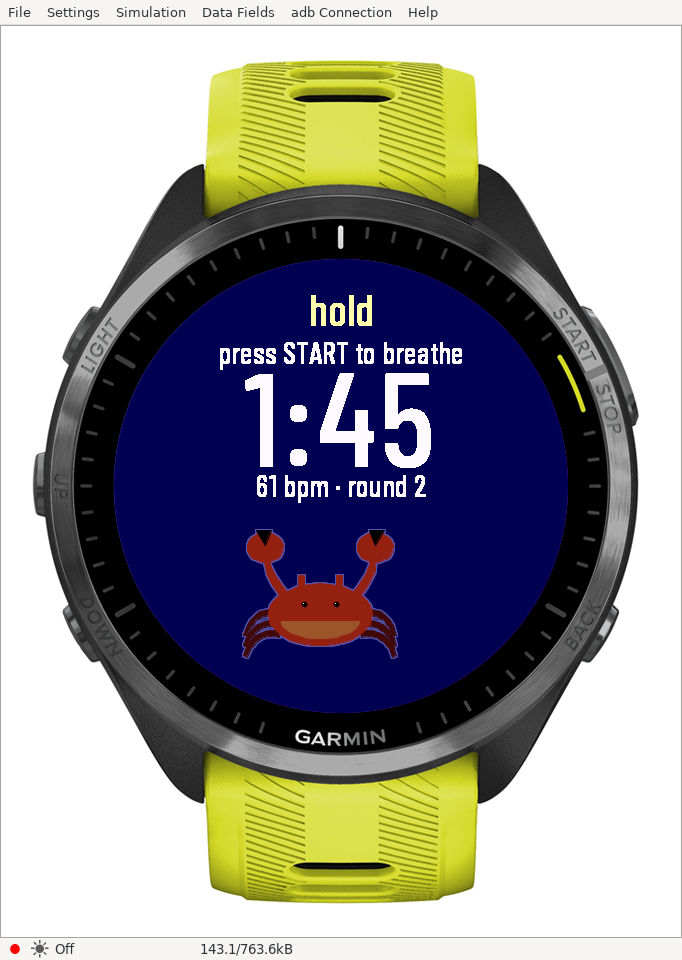 File Settings Simulation Data Fields adb Connection Help
LIGHT
START
STOP
hold
press START to breathe
1:45
61 bpm · round 2
UP
DOWN
BACK
GARMIN
Off 143.1/763.6kB